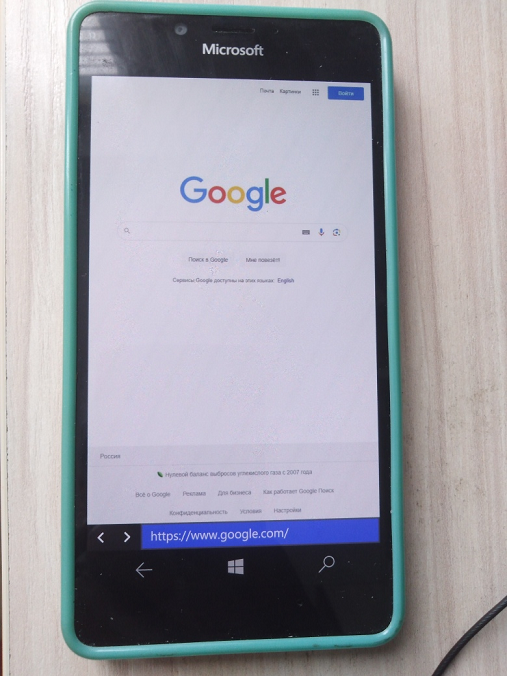 Microsoft
Почта Картинки Войти
Google
Поиск в Google Мне повезёт!
Сервисы Google доступны на этих языках: English
Россия
Нулевой баланс выбросов углекислого газа с 2007 года
Всё о Google Реклама Для бизнеса Как работает Google Поиск
Конфиденциальность Условия Настройки
https://www.google.com/